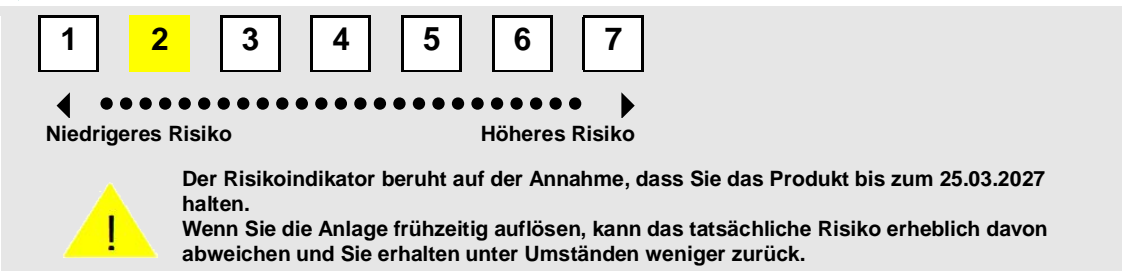 1 2 3 4 5 6 7
Niedrigeres Risiko Höheres Risiko
Der Risikoindikator beruht auf der Annahme, dass Sie das Produkt bis zum 25.03.2027
halten.
Wenn Sie die Anlage frühzeitig auflösen, kann das tatsächliche Risiko erheblich davon
abweichen und Sie erhalten unter Umständen weniger zurück.
!